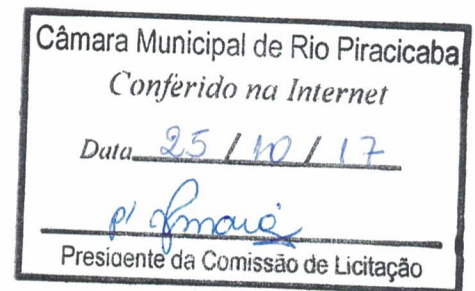 Câmara Municipal de Rio Piracicaba
Conferido na Internet
Data 25 / 10 / 17
p/
Presidente da Comissão de Licitação